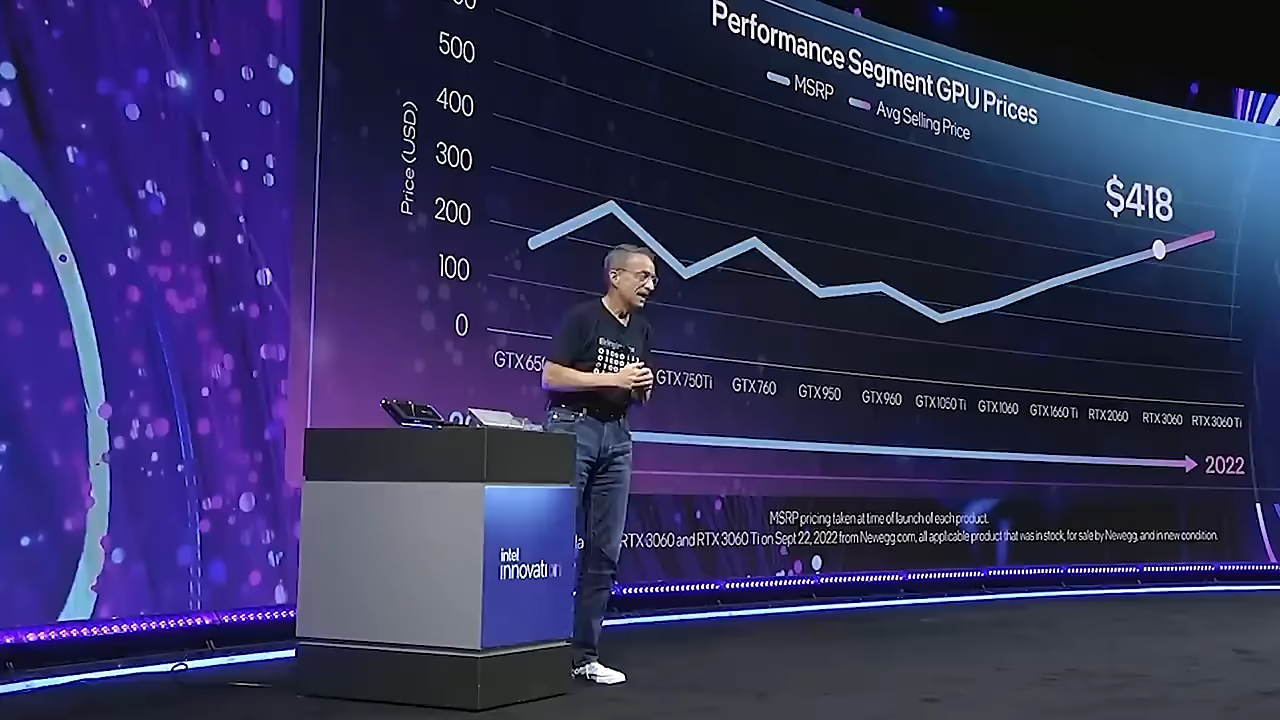 Performance Segment GPU Prices
MSRP Avg Selling Price
Price (USD)
500
400
300
200
100
0
$418
GTX 650 GTX 750Ti GTX 760 GTX 950 GTX 960 GTX 1050 Ti GTX 1060 GTX 1660 Ti RTX 2060 RTX 3060 RTX 3060 Ti
2022
MSRP pricing taken at time of launch of each product.
RTX 3060 and RTX 3060 Ti on Sept 22, 2022 from Newegg.com, all applicable product that was in stock, for sale by Newegg, and in new condition.
intel
innovation